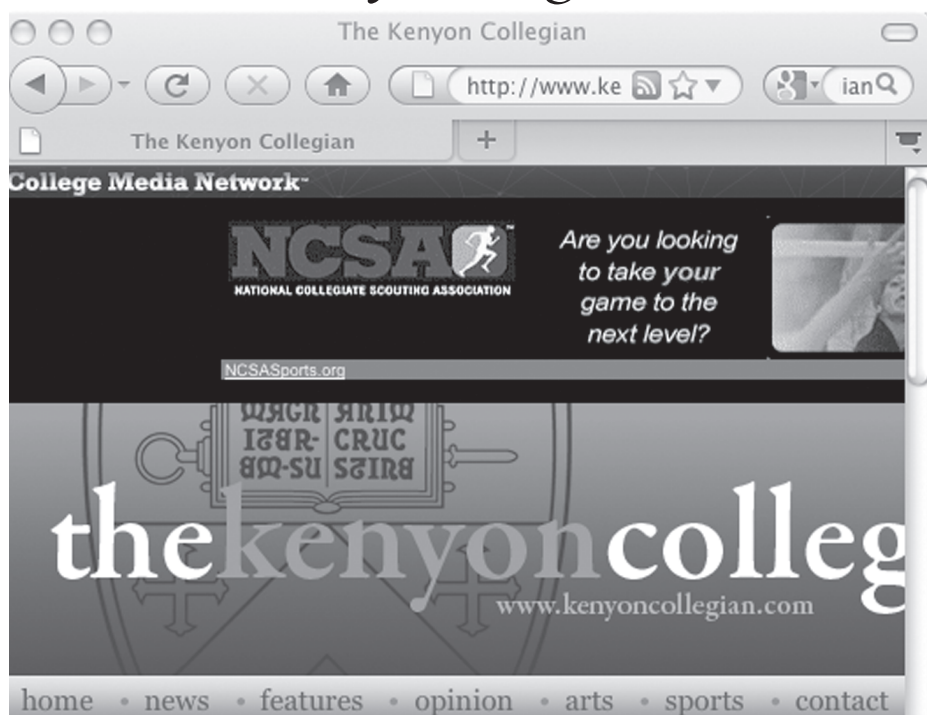 The Kenyon Collegian
http://www.ke
ian
The Kenyon Collegian
+
College Media Network
NCSA
NATIONAL COLLEGIATE SCOUTING ASSOCIATION
Are you looking
to take your
game to the
next level?
NCSASports.org
CRUC
thekenyoncolleg
www.kenyoncollegian.com
home • news • features • opinion • arts • sports • contact